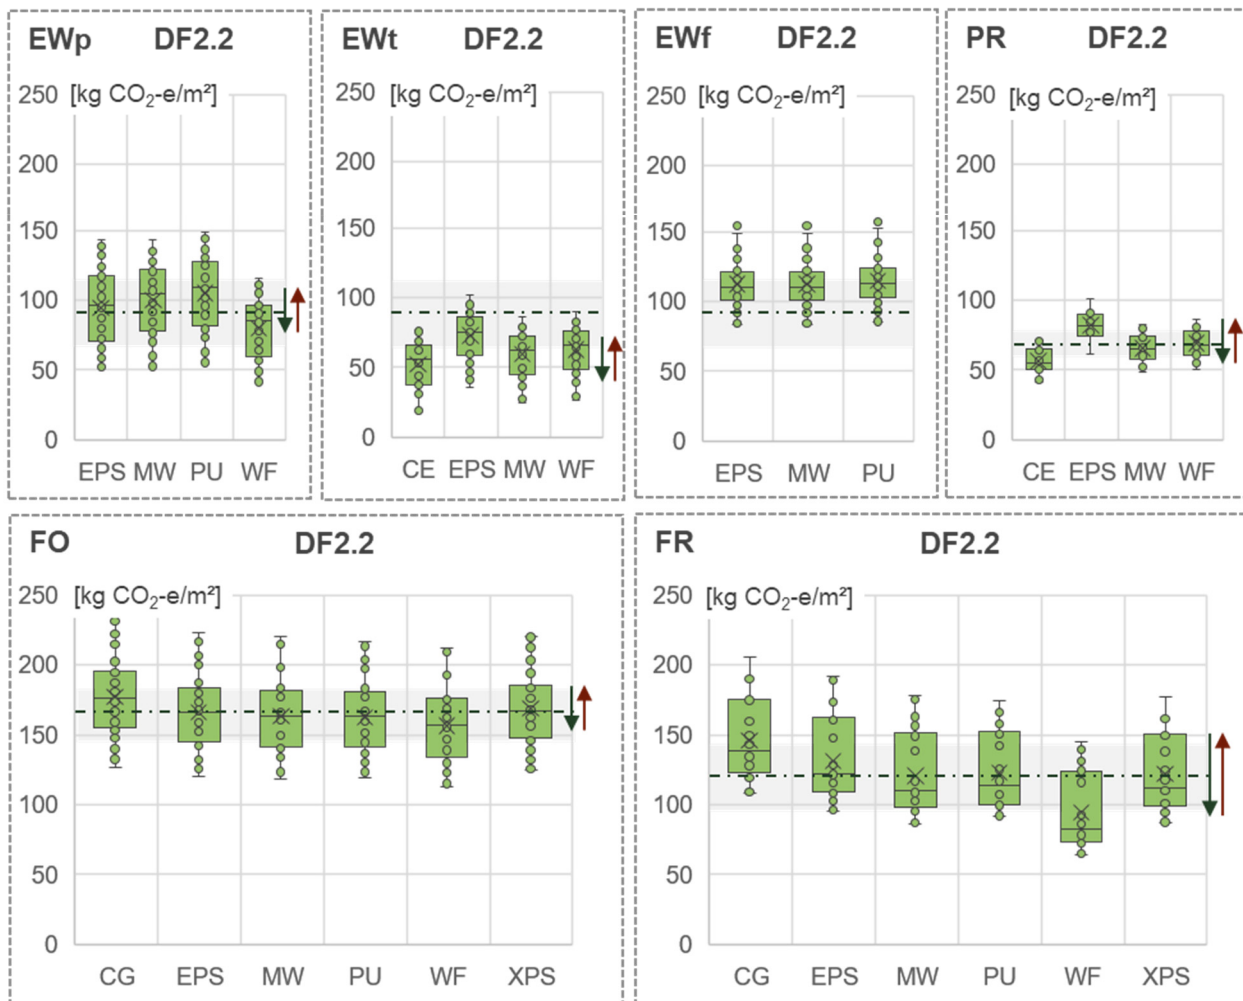 EWp DF2.2
[kg CO₂-e/m²]
250
200
150
100
50
0
EPS MW PU WF
EWt DF2.2
[kg CO₂-e/m²]
250
200
150
100
50
0
CE EPS MW WF
EWf DF2.2
[kg CO₂-e/m²]
250
200
150
100
50
0
EPS MW PU
PR DF2.2
[kg CO₂-e/m²]
250
200
150
100
50
0
CE EPS MW WF
FO DF2.2
[kg CO₂-e/m²]
250
200
150
100
50
0
CG EPS MW PU WF XPS
FR DF2.2
[kg CO₂-e/m²]
250
200
150
100
50
0
CG EPS MW PU WF XPS